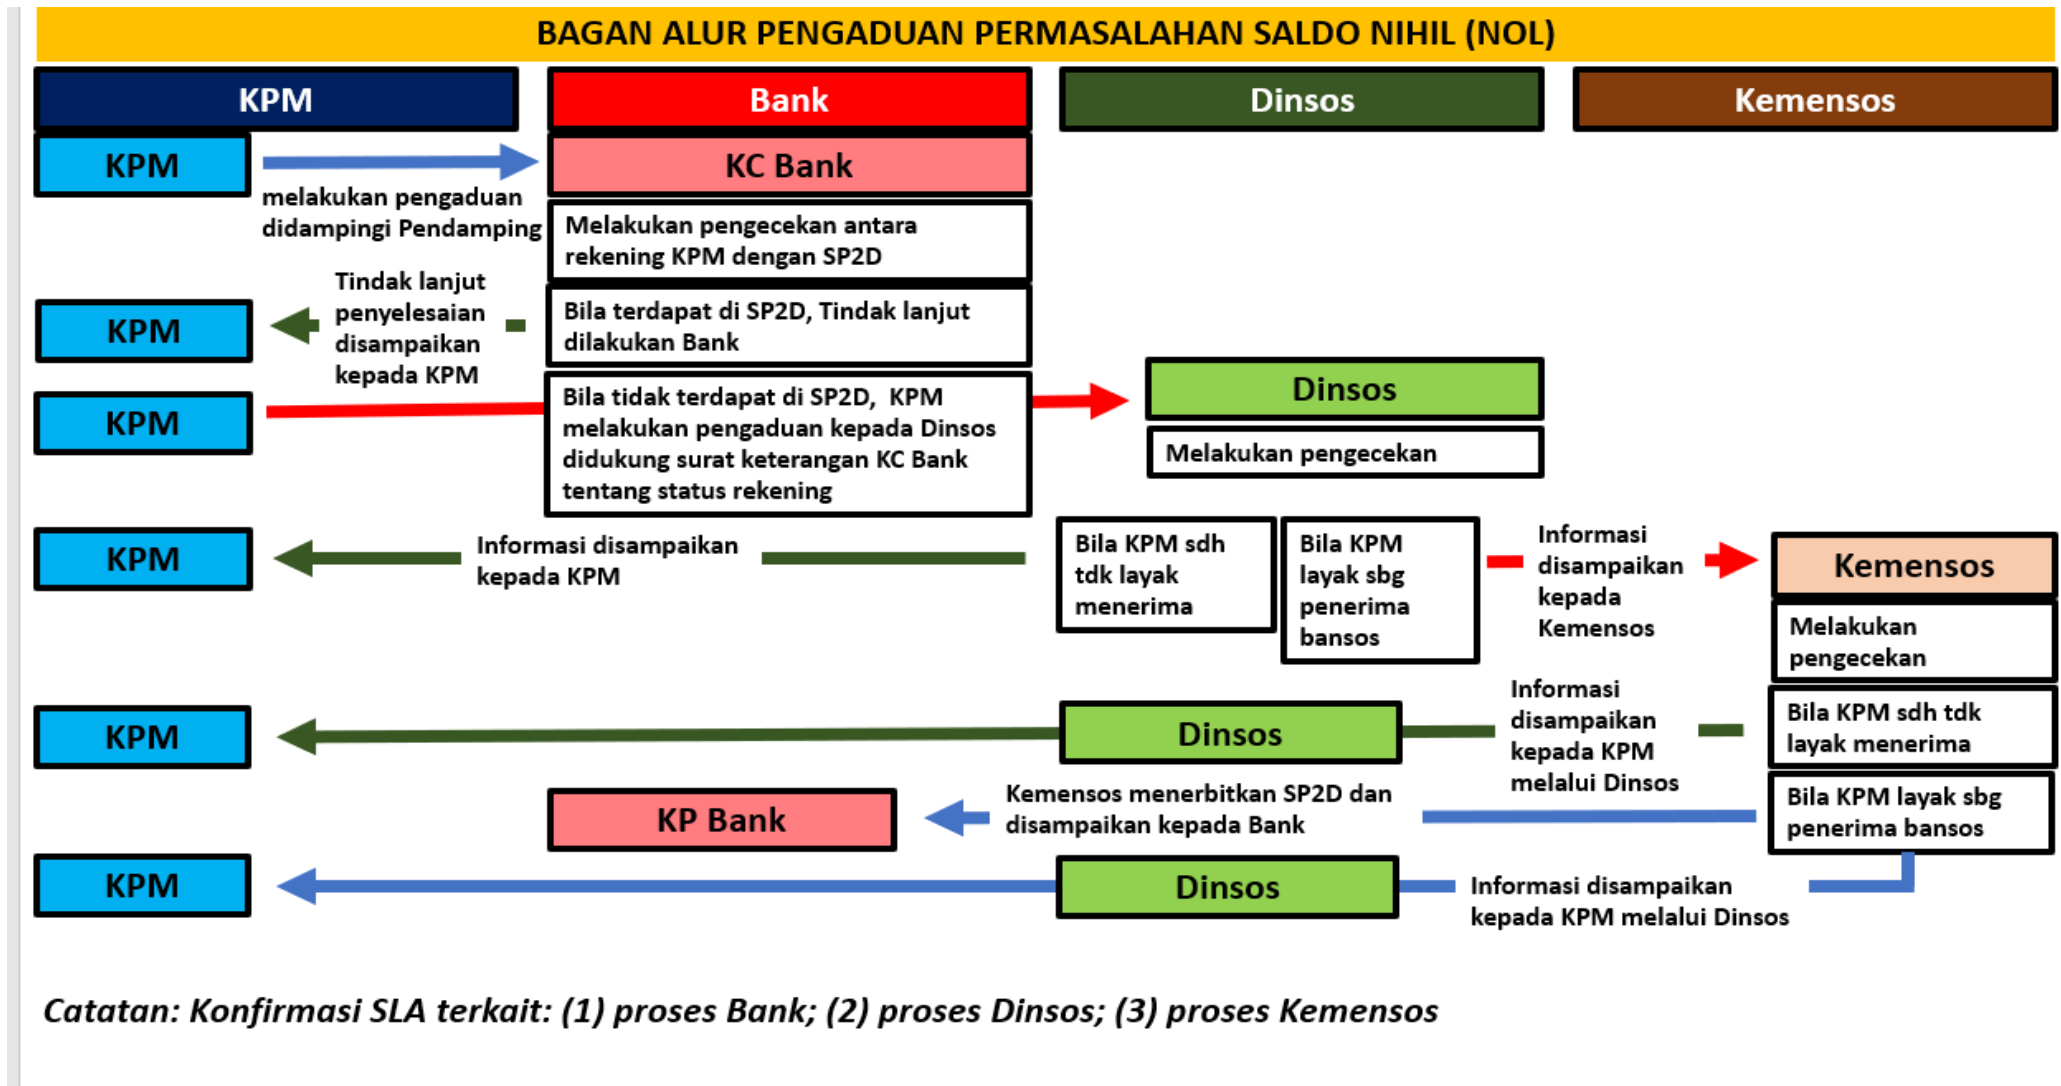 BAGAN ALUR PENGADUAN PERMASALAHAN SALDO NIHIL (NOL)
KPM
Bank
Dinsos
Kemensos
KPM
melakukan pengaduan
didampingi Pendamping
KC Bank
Melakukan pengecekan antara
rekening KPM dengan SP2D
KPM
Tindak lanjut
penyelesaian
disampaikan
kepada KPM
Bila terdapat di SP2D, Tindak lanjut
dilakukan Bank
KPM
Bila tidak terdapat di SP2D, KPM
melakukan pengaduan kepada Dinsos
didukung surat keterangan KC Bank
tentang status rekening
Dinsos
Melakukan pengecekan
KPM
Informasi disampaikan
kepada KPM
Bila KPM sdh
tdk layak
menerima
Bila KPM
layak sbg
penerima
bansos
Informasi
disampaikan
kepada
Kemensos
Kemensos
Melakukan
pengecekan
KPM
Dinsos
Informasi
disampaikan
kepada KPM
melalui Dinsos
Bila KPM sdh tdk
layak menerima
KP Bank
Kemensos menerbitkan SP2D dan
disampaikan kepada Bank
Bila KPM layak sbg
penerima bansos
KPM
Dinsos
Informasi disampaikan
kepada KPM melalui Dinsos
Catatan: Konfirmasi SLA terkait: (1) proses Bank; (2) proses Dinsos; (3) proses Kemensos